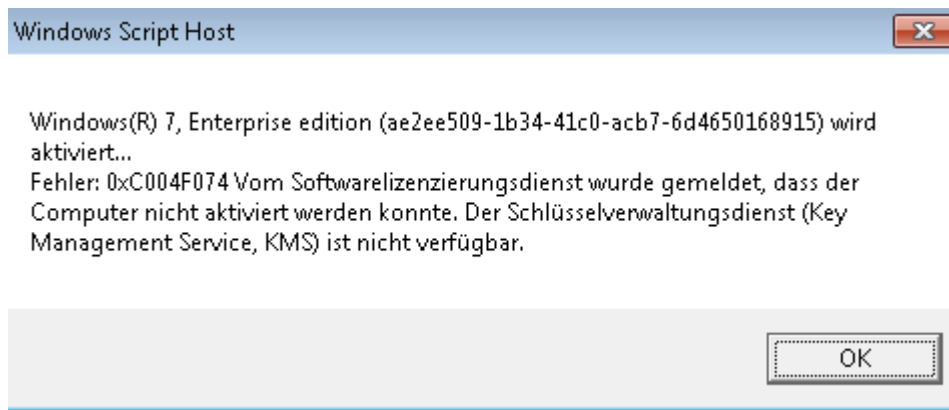 Windows Script Host
Windows(R) 7, Enterprise edition (ae2ee509-1b34-41c0-acb7-6d4650168915) wird
aktiviert...
Fehler: 0xC004F074 Vom Softwarelizenzierungsdienst wurde gemeldet, dass der
Computer nicht aktiviert werden konnte. Der Schlüsselverwaltungsdienst (Key
Management Service, KMS) ist nicht verfügbar.
OK